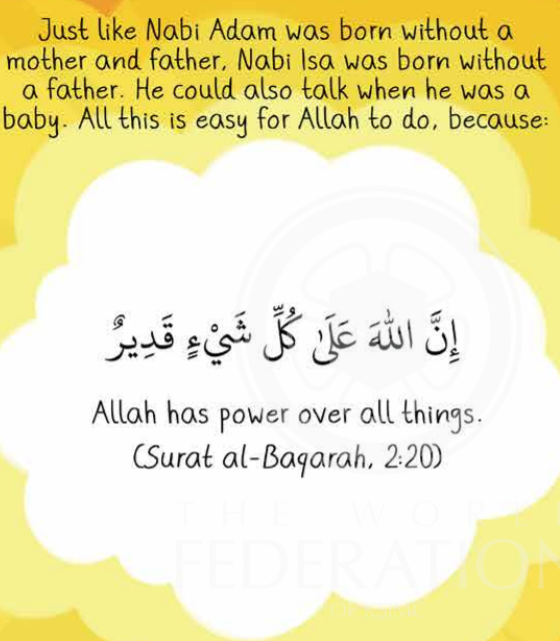 Just like Nabi Adam was born without a
mother and father, Nabi Isa was born without
a father. He could also talk when he was a
baby. All this is easy for Allah to do, because:
إِنَّ اللَّهَ عَلَىٰ كُلِّ شَيْءٍ قَدِيرٌ
Allah has power over all things.
(Surat al-Baqarah, 2:20)
THE WOR
FEDERATION